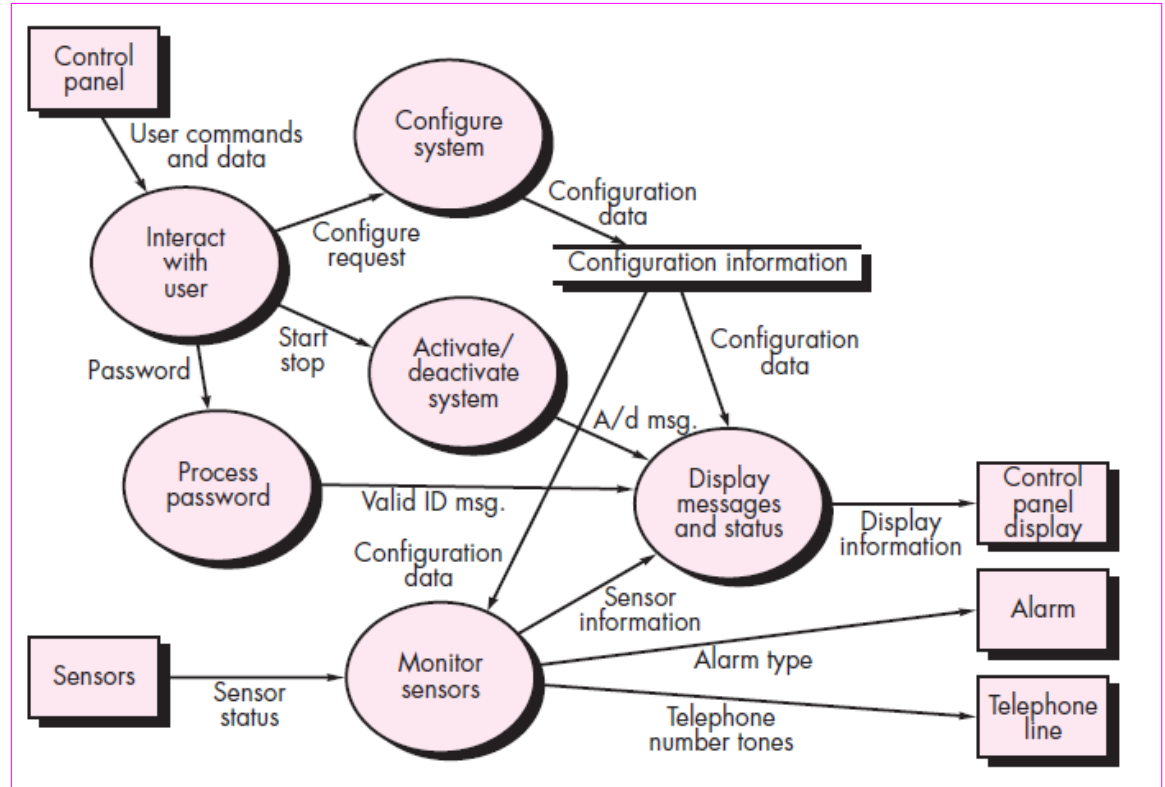 Control
panel
User commands
and data
Configure
system
Interact
with
user
Configure
request
Configuration
data
Configuration information
Start
stop
Password
Activate/
deactivate
system
Configuration
data
A/d msg.
Process
password
Valid ID msg.
Display
messages
and status
Control
panel
display
Display
information
Configuration
data
Sensor
information
Alarm
Sensors
Sensor
status
Monitor
sensors
Alarm type
Telephone
number tones
Telephone
line